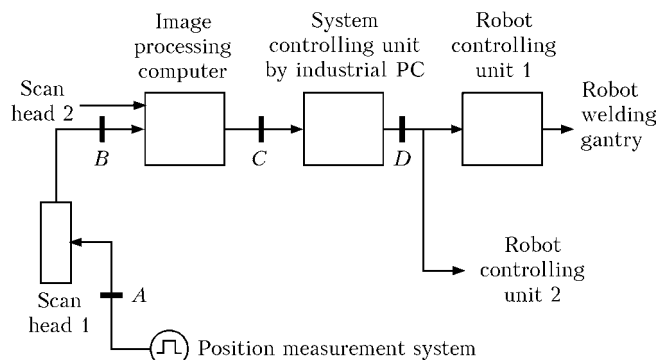 Image
processing
computer
System
controlling unit
by industrial PC
Robot
controlling
unit 1
Scan
head 2
Robot
welding
gantry
B
C
D
Scan
head 1
A
Robot
controlling
unit 2
Position measurement system